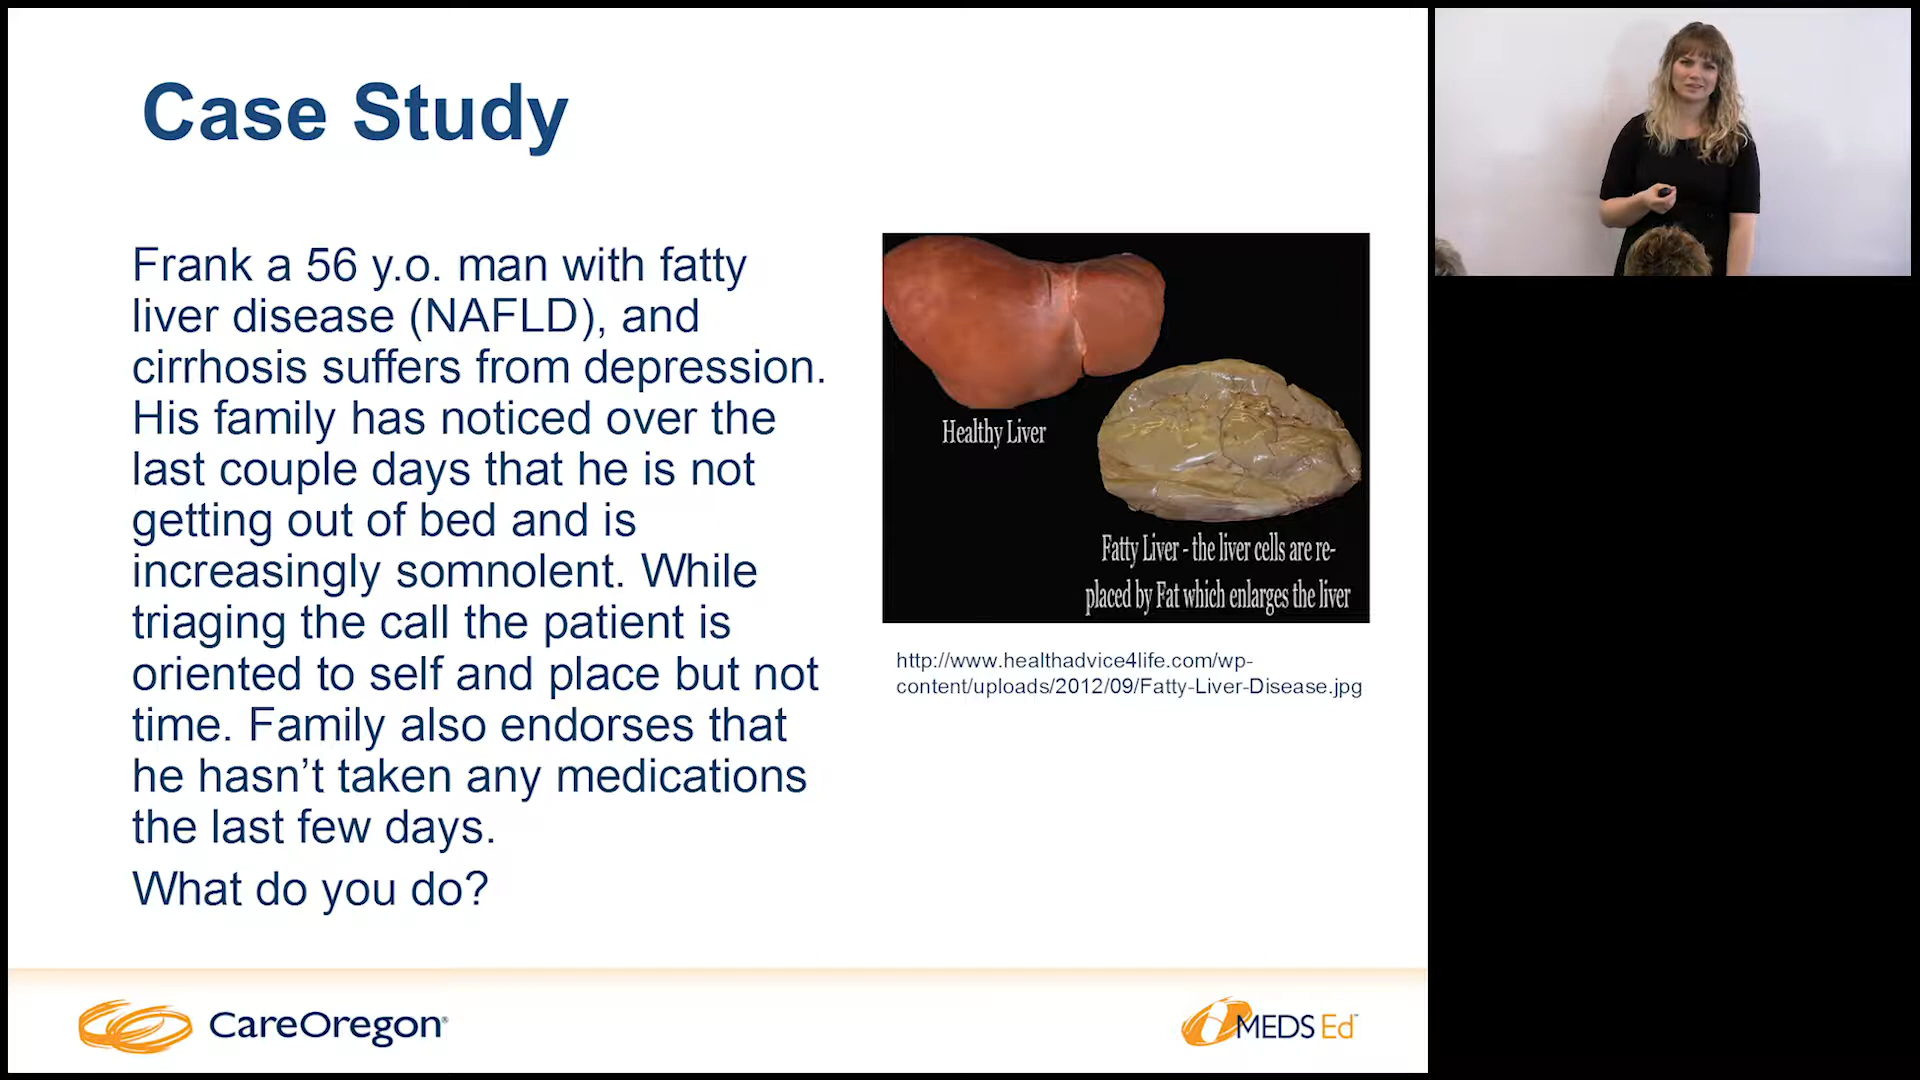 Case Study
Frank a 56 y.o. man with fatty
liver disease (NAFLD), and
cirrhosis suffers from depression.
His family has noticed over the
last couple days that he is not
getting out of bed and is
increasingly somnolent. While
triaging the call the patient is
oriented to self and place but not
time. Family also endorses that
he hasn’t taken any medications
the last few days.
What do you do?
Healthy Liver
Fatty Liver - the liver cells are re-
placed by Fat which enlarges the liver
http://www.healthadvice4life.com/wp-
content/uploads/2012/09/Fatty-Liver-Disease.jpg
CareOregon®
MEDS Ed™